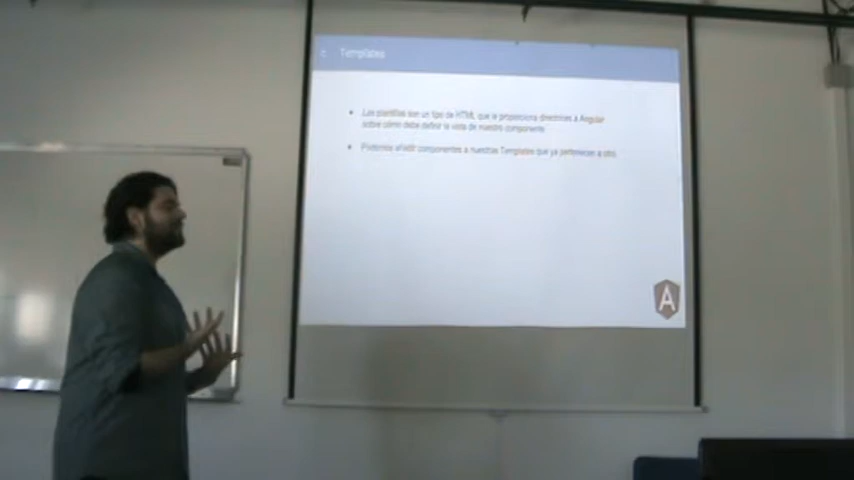 Templates
Las plantillas son un tipo de HTML que le proporciona directrices a Angular
sobre cómo debe definir la vista de nuestro componente
Podemos añadir componentes a nuestras Templates que ya pertenecen a otro.
A